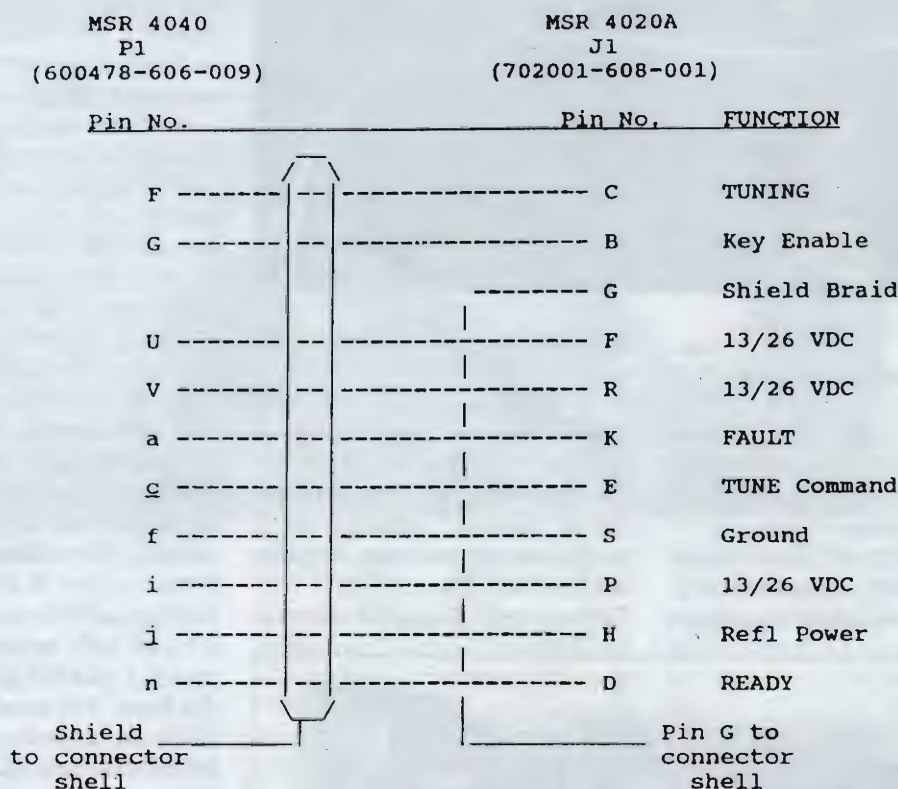 MSR 4040 MSR 4020A
P1 J1
(600478-606-009) (702001-608-001)
Pin No. Pin No. FUNCTION
F C TUNING
G B Key Enable
G Shield Braid
U F 13/26 VDC
V R 13/26 VDC
a K FAULT
c E TUNE Command
f S Ground
i P 13/26 VDC
j H Refl Power
n D READY
Shield Pin G to
to connector connector
shell shell